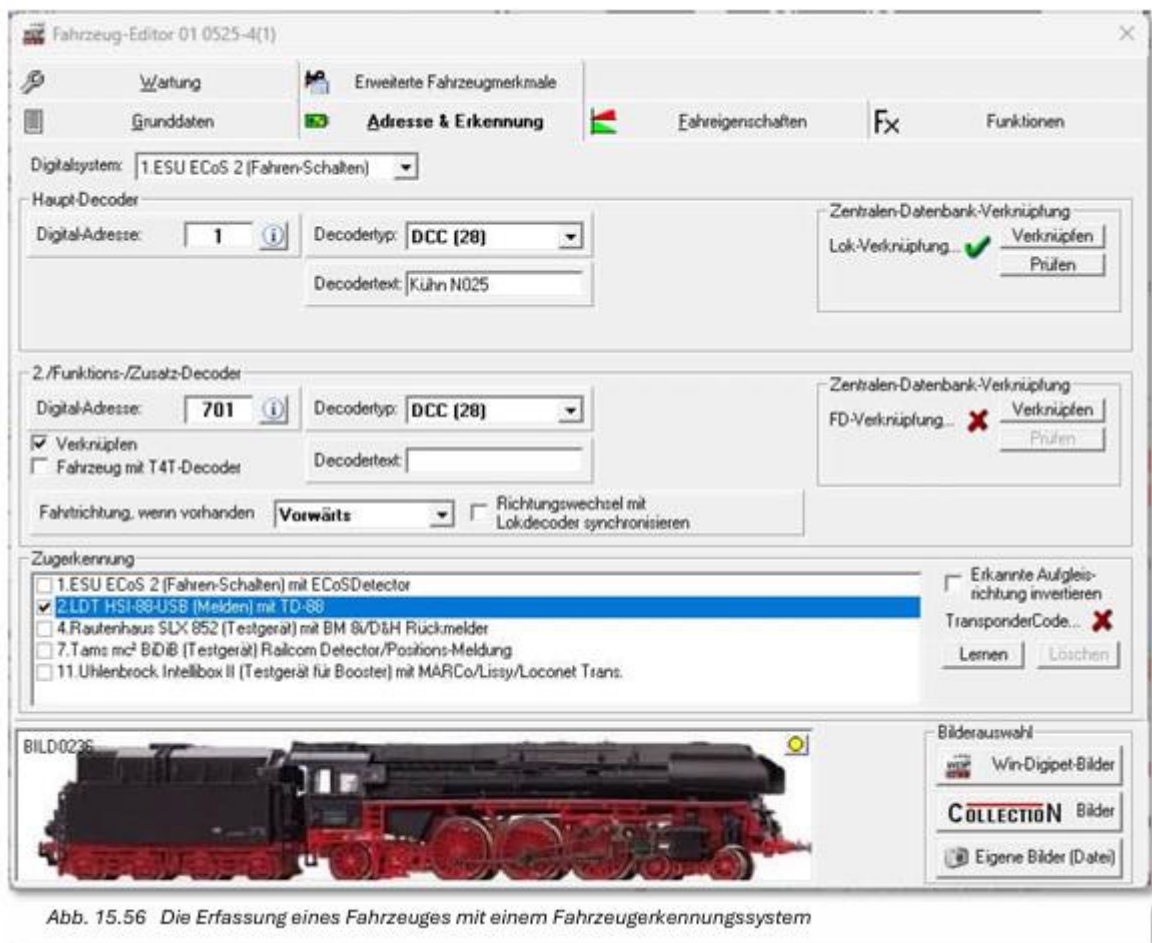 Fahrzeug-Editor 01 0525-4(1)
Wartung
Erweiterte Fahrzeugmerkmale
Grunddaten
Adresse & Erkennung
Fahreigenschaften
Fx Funktionen
Digitalsystem: 1.ESU ECoS 2 (Fahren-Schalten)
Haupt-Decoder
Digital-Adresse: 1
Decodertyp: DCC (28)
Decodertext: Kühn N025
Zentralen-Datenbank-Verknüpfung
Lok-Verknüpfung...
Verknüpfen
Prüfen
2./Funktions-/Zusatz-Decoder
Digital-Adresse: 701
Decodertyp: DCC (28)
Verknüpfen
Fahrzeug mit T4T-Decoder
Decodertext:
Zentralen-Datenbank-Verknüpfung
FD-Verknüpfung...
Verknüpfen
Prüfen
Fahrtrichtung, wenn vorhanden Vorwärts
Richtungswechsel mit
Lokdecoder synchronisieren
Zugerkennung
1.ESU ECoS 2 (Fahren-Schalten) mit ECoSDetector
2.LDT HSI-88-USB (Melden) mit TD-88
4.Rautenhaus SLX 852 (Testgerät) mit BM 8i/D&H Rückmelder
7.Tams mc² BiDiB (Testgerät) Railcom Detector/Positions-Meldung
11.Uhlenbrock Intellibox II (Testgerät für Booster) mit MARCo/Lissy/Loconet Trans.
Erkannte Aufgleis-
richtung invertieren
TransponderCode...
Lernen
Löschen
BILD0236
Bilderauswahl
Win-Digipet-Bilder
COLLECTION Bilder
Eigene Bilder (Datei)
Abb. 15.56 Die Erfassung eines Fahrzeuges mit einem Fahrzeugerkennungssystem